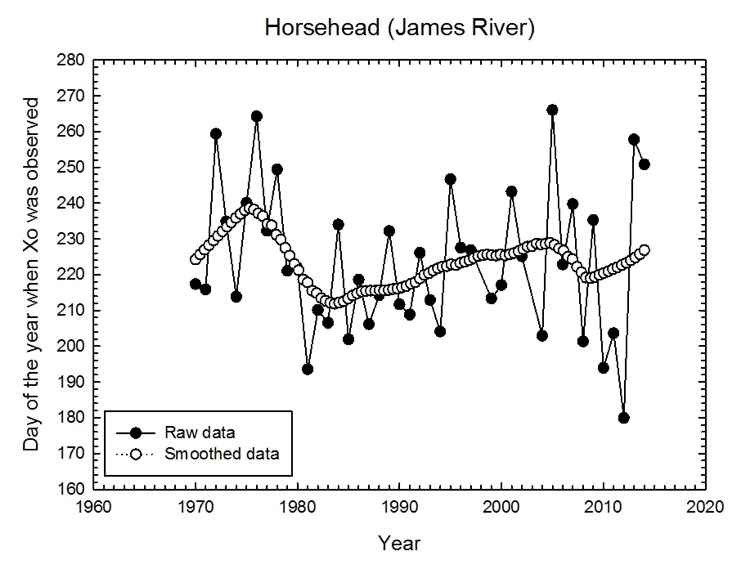 Horsehead (James River)
280
270
260
250
240
230
220
210
200
190
180
170
160
Day of the year when Xo was observed
Raw data
Smoothed data
1960 1970 1980 1990 2000 2010 2020
Year